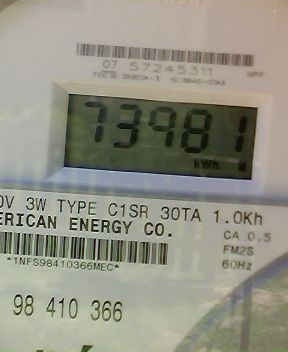 07 57245311
73981
kWh
0V 3W TYPE C1SR 30TA 1.0Kh
ERICAN ENERGY CO.
CA 0.5
FM2S
60Hz
*1NFS98410366MEC*
98 410 366